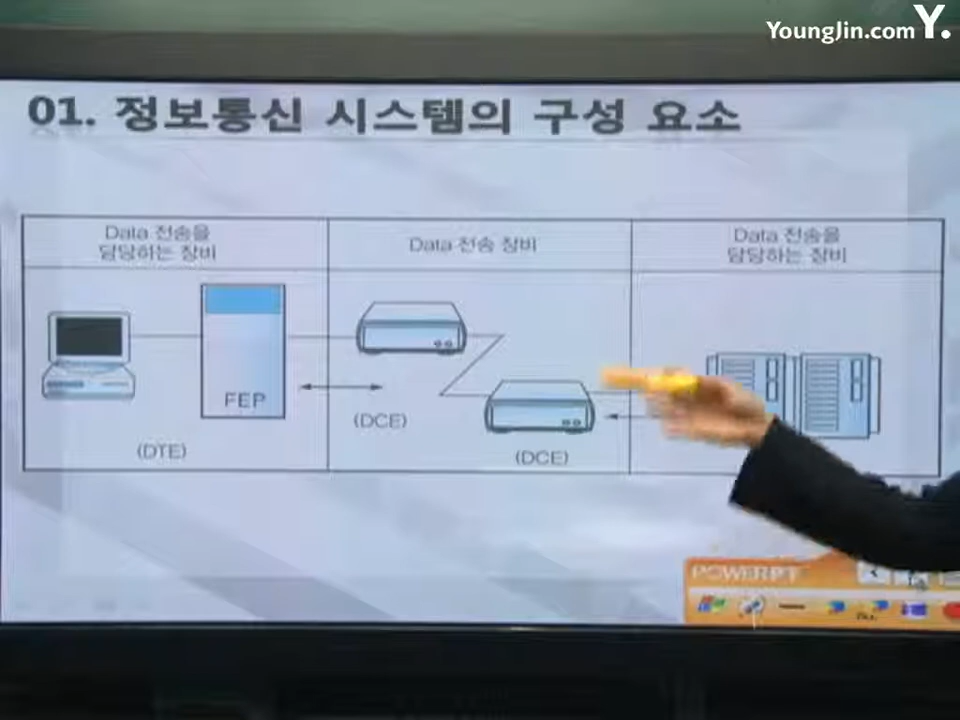 YoungJin.com Y.
01. 정보통신 시스템의 구성 요소
Data 전송을
담당하는 장비
Data 전송 장비
Data 전송을
담당하는 장비
FEP
(DTE)
(DCE)
(DCE)
POWERPT